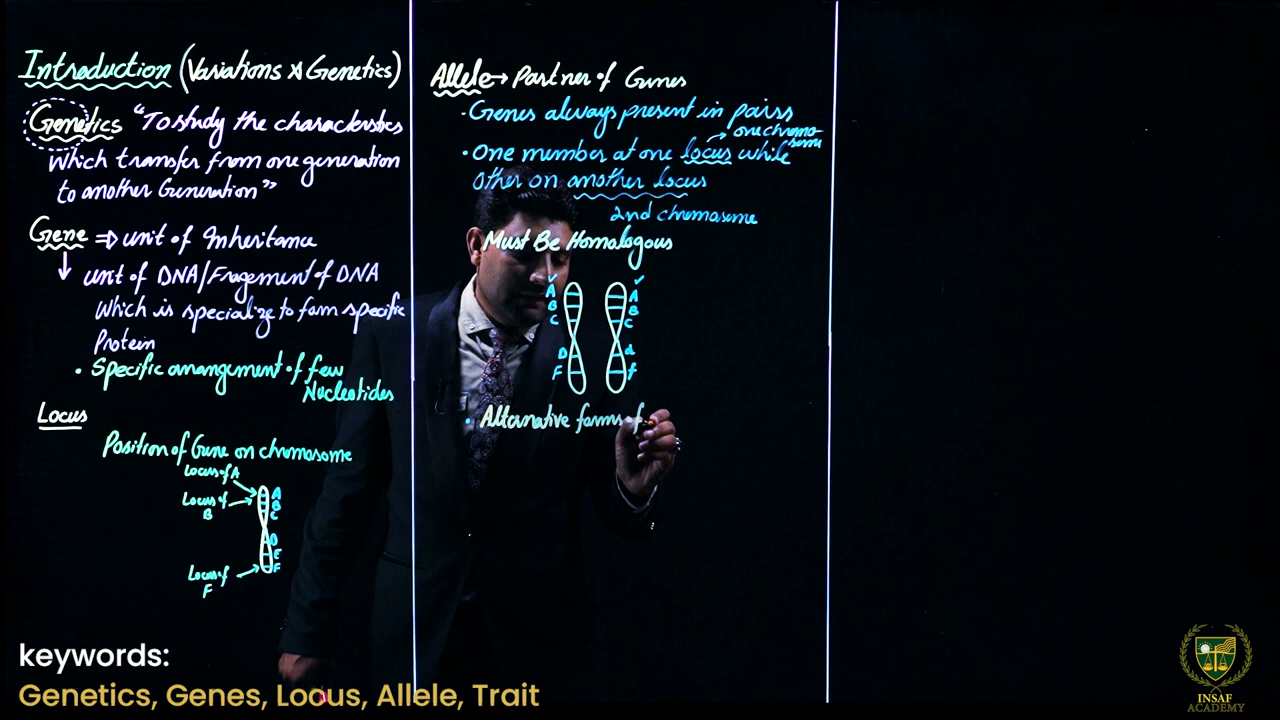 Introduction (Variations & Genetics)
Genetics "To study the characteristics
Which transfer from one generation
to another Generation"
Gene ⇒ unit of Inheritance
↓ unit of DNA/Fragement of DNA
Which is specialize to form specific
Protein
• Specific arrangement of few
Nucleotides
Locus
Position of Gene on chromosome
Locus of A
Locus of
B
A
B
C
D
E
F
Locus of
F
Allele → Partner of Genes
• Genes always present in pairs
→ one chromo-
some
• One member at one locus while
Other on another locus
2nd chromosome
Must Be Homologous
✓ ✓
A A
B B
C C
D d
F f
• Alternative forms of
keywords:
Genetics, Genes, Locus, Allele, Trait
INSAF
ACADEMY